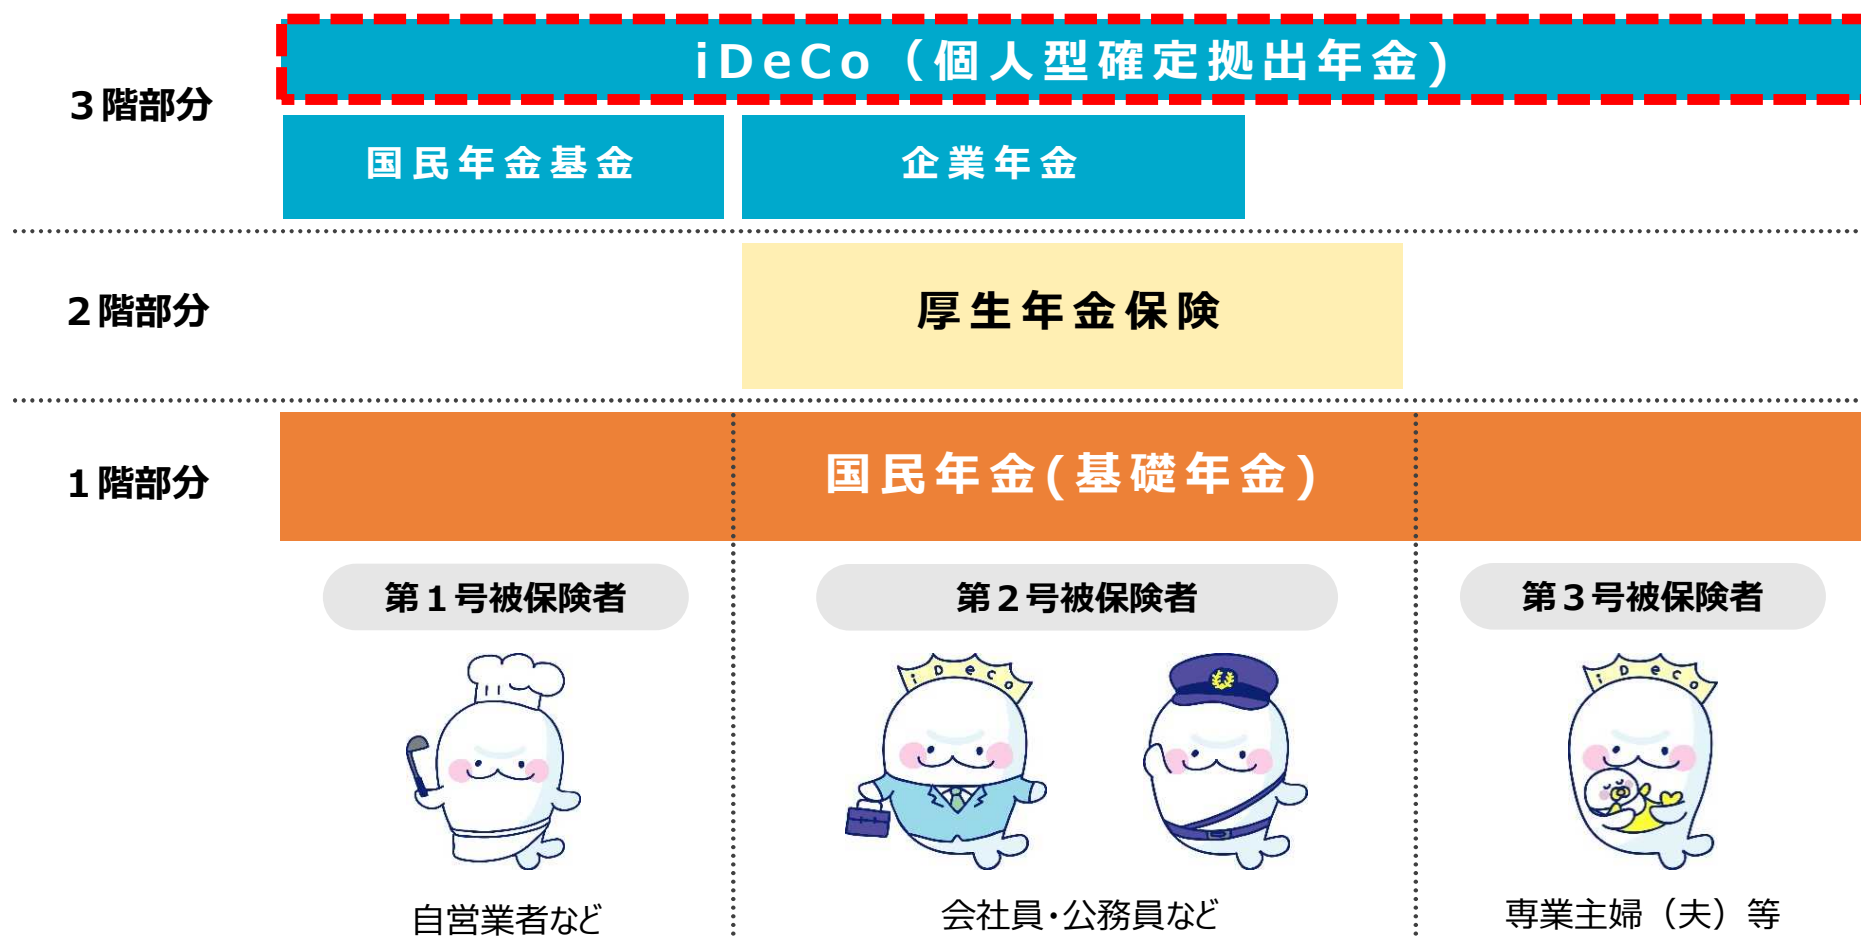 iDeCo（個人型確定拠出年金)
3階部分
国民年金基金
企業年金
2階部分
厚生年金保険
1階部分
国民年金(基礎年金)
第1号被保険者
第2号被保険者
第3号被保険者
iDeCo
iDeCo
自営業者など
会社員・公務員など
専業主婦（夫）等